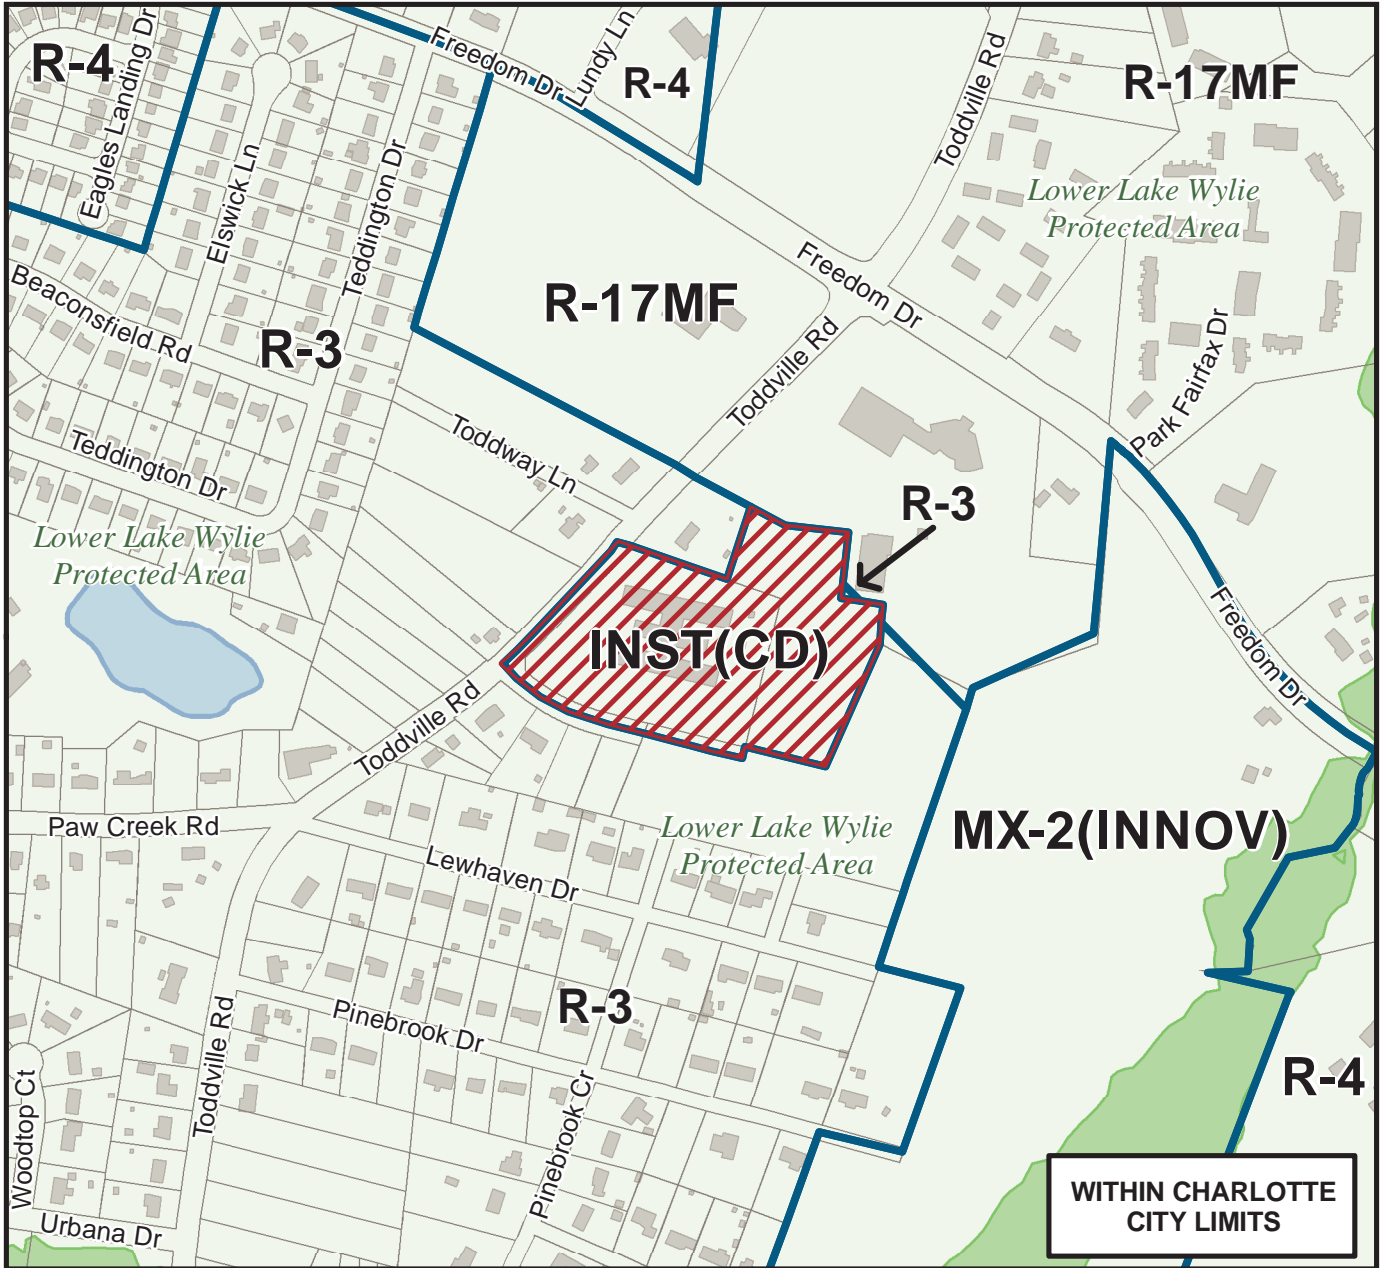 R-4
Eagles Landing Dr
Elswick Ln
Teddington Dr
Freedom Dr
Lundy Ln
R-4
Toddville Rd
R-17MF
Lower Lake Wylie
Protected Area
Beaconsfield Rd
R-3
R-17MF
Freedom Dr
Toddville Rd
Park Fairfax Dr
Teddington Dr
Toddway Ln
Lower Lake Wylie
Protected Area
R-3
INST(CD)
Freedom Dr
Toddville Rd
Paw Creek Rd
Lewhaven Dr
Lower Lake Wylie
Protected Area
MX-2(INNOV)
Pinebrook Dr
R-3
Toddville Rd
Woodtop Ct
Pinebrook Cr
R-4
Urbana Dr
WITHIN CHARLOTTE
CITY LIMITS